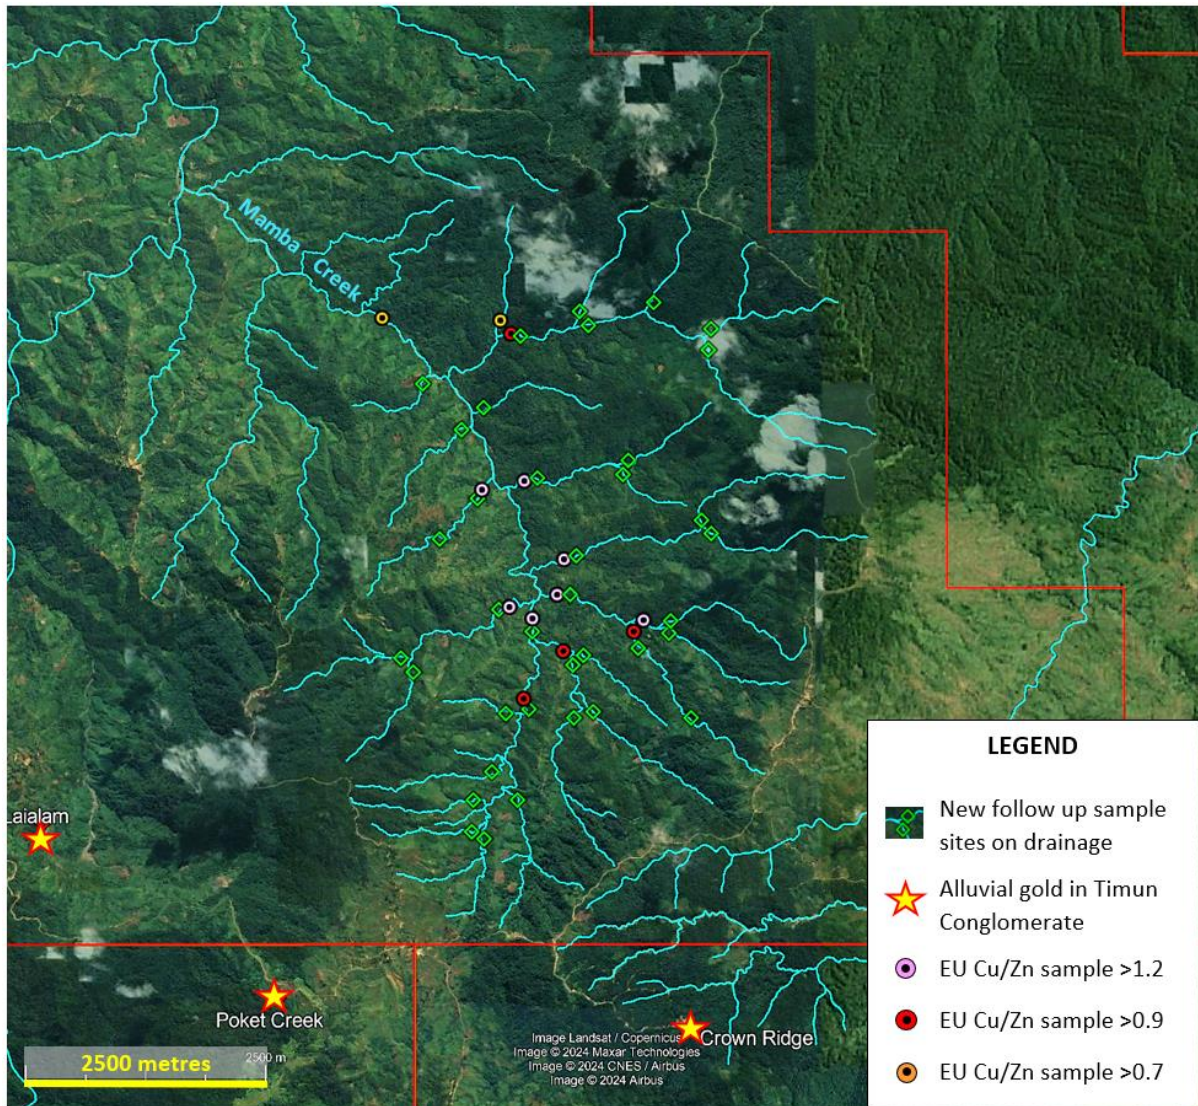 Mamba Creek
Laialam
Poket Creek
Crown Ridge
2500 metres
2500 m
Image Landsat / Copernicus
Image © 2024 Maxar Technologies
Image © 2024 CNES / Airbus
Image © 2024 Airbus
LEGEND
New follow up sample
sites on drainage
Alluvial gold in Timun
Conglomerate
EU Cu/Zn sample >1.2
EU Cu/Zn sample >0.9
EU Cu/Zn sample >0.7